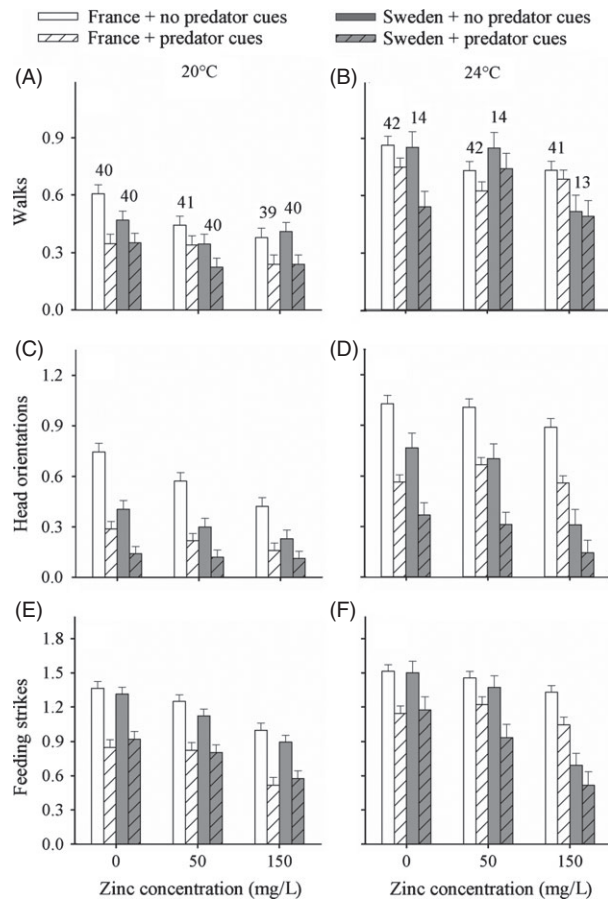 France + no predator cues
Sweden + no predator cues
France + predator cues
Sweden + predator cues
(A)
20°C
(B)
24°C
Walks
0.9
0.6
0.3
0.0
40
40
41
40
39
40
42
14
42
14
41
13
(C)
(D)
Head orientations
1.2
0.9
0.6
0.3
0.0
(E)
(F)
Feeding strikes
1.8
1.5
1.2
0.9
0.6
0.3
0.0
0
50
150
0
50
150
Zinc concentration (mg/L)
Zinc concentration (mg/L)